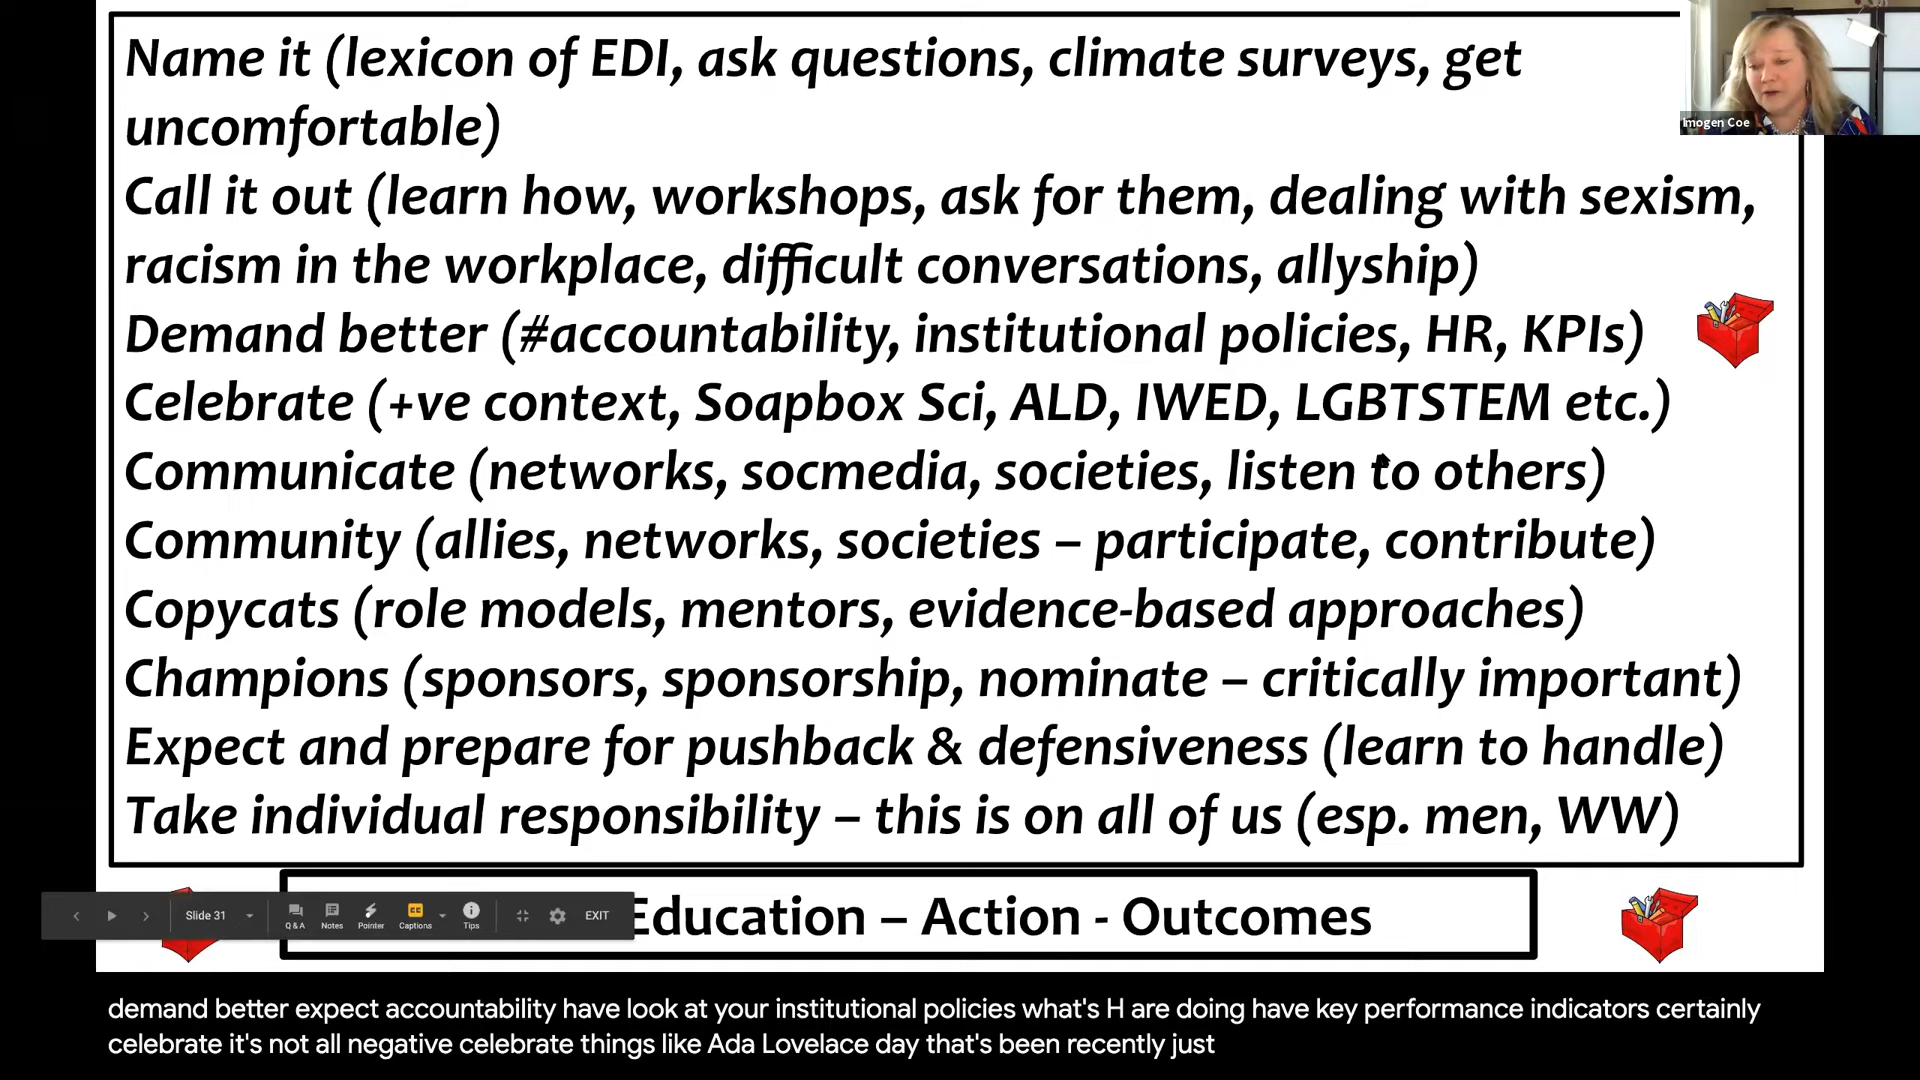 Name it (lexicon of EDI, ask questions, climate surveys, get
uncomfortable)
Call it out (learn how, workshops, ask for them, dealing with sexism,
racism in the workplace, difficult conversations, allyship)
Demand better (#accountability, institutional policies, HR, KPIs)
Celebrate (+ve context, Soapbox Sci, ALD, IWED, LGBTSTEM etc.)
Communicate (networks, socmedia, societies, listen to others)
Community (allies, networks, societies – participate, contribute)
Copycats (role models, mentors, evidence-based approaches)
Champions (sponsors, sponsorship, nominate – critically important)
Expect and prepare for pushback & defensiveness (learn to handle)
Take individual responsibility – this is on all of us (esp. men, WW)
Imogen Coe
Education – Action - Outcomes
Slide 31
Q&A
Notes
Pointer
CC
Captions
Tips
EXIT
demand better expect accountability have look at your institutional policies what's H are doing have key performance indicators certainly
celebrate it's not all negative celebrate things like Ada Lovelace day that's been recently just